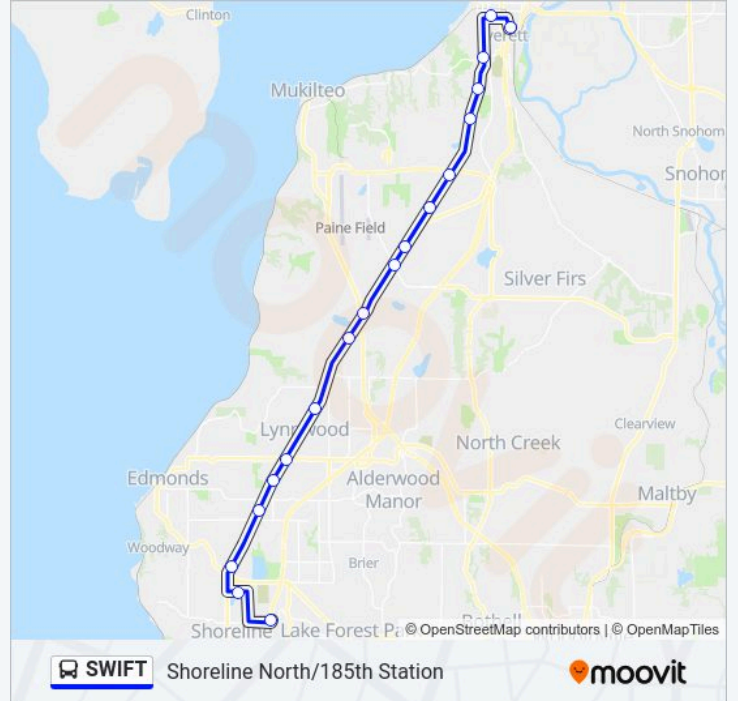 Clinton
Everett
Mukilteo
North Snohom
Snohor
Paine Field
Silver Firs
Lynnwood
Clearview
North Creek
Edmonds
Alderwood
Manor
Maltby
Woodway
Brier
Bothell
Shoreline Lake Forest Pa
© OpenStreetMap contributors | © OpenMapTiles
SWIFT Shoreline North/185th Station
moovit